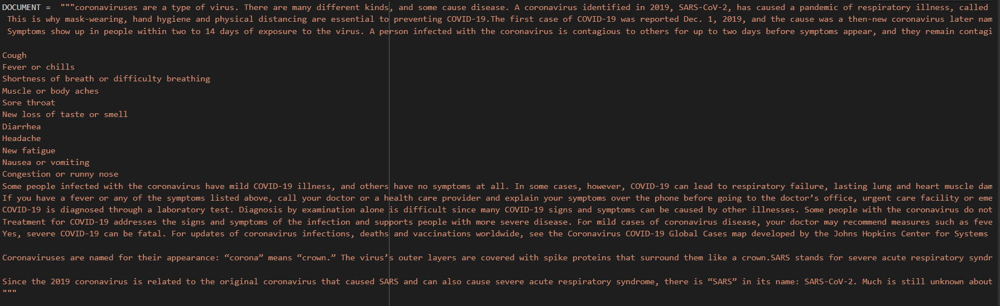 DOCUMENT =  """coronaviruses are a type of virus. There are many different kinds, and some cause disease. A coronavirus identified in 2019, SARS-CoV-2, has caused a pandemic of respiratory illness, called
This is why mask-wearing, hand hygiene and physical distancing are essential to preventing COVID-19.The first case of COVID-19 was reported Dec. 1, 2019, and the cause was a then-new coronavirus later nam
Symptoms show up in people within two to 14 days of exposure to the virus. A person infected with the coronavirus is contagious to others for up to two days before symptoms appear, and they remain contagi
Cough
Fever or chills
Shortness of breath or difficulty breathing
Muscle or body aches
Sore throat
New loss of taste or smell
Diarrhea
Headache
New fatigue
Nausea or vomiting
Congestion or runny nose
Some people infected with the coronavirus have mild COVID-19 illness, and others have no symptoms at all. In some cases, however, COVID-19 can lead to respiratory failure, lasting lung and heart muscle dam
If you have a fever or any of the symptoms listed above, call your doctor or a health care provider and explain your symptoms over the phone before going to the doctor’s office, urgent care facility or eme
COVID-19 is diagnosed through a laboratory test. Diagnosis by examination alone is difficult since many COVID-19 signs and symptoms can be caused by other illnesses. Some people with the coronavirus do not
Treatment for COVID-19 addresses the signs and symptoms of the infection and supports people with more severe disease. For mild cases of coronavirus disease, your doctor may recommend measures such as feve
Yes, severe COVID-19 can be fatal. For updates of coronavirus infections, deaths and vaccinations worldwide, see the Coronavirus COVID-19 Global Cases map developed by the Johns Hopkins Center for Systems
Coronaviruses are named for their appearance: “corona” means “crown.” The virus’s outer layers are covered with spike proteins that surround them like a crown.SARS stands for severe acute respiratory syndr
Since the 2019 coronavirus is related to the original coronavirus that caused SARS and can also cause severe acute respiratory syndrome, there is “SARS” in its name: SARS-CoV-2. Much is still unknown about
"""